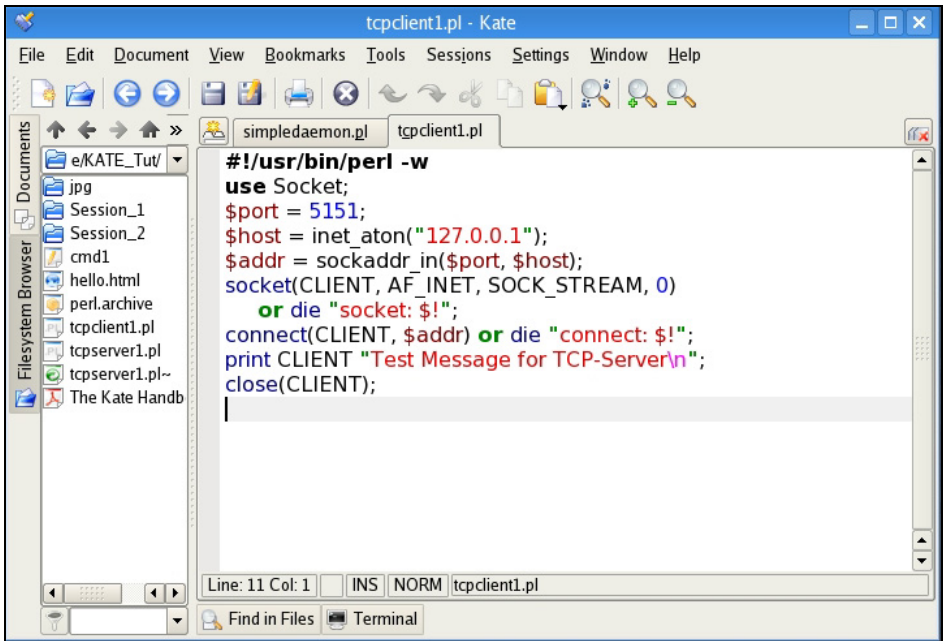 tcpclient1.pl - Kate
File Edit Document View Bookmarks Tools Sessions Settings Window Help
Documents
Filesystem Browser
e/KATE_Tut/
jpg
Session_1
Session_2
cmd1
hello.html
perl.archive
tcpclient1.pl
tcpserver1.pl
tcpserver1.pl~
The Kate Handb
simpledaemon.pl tcpclient1.pl
#!/usr/bin/perl -w
use Socket;
$port = 5151;
$host = inet_aton("127.0.0.1");
$addr = sockaddr_in($port, $host);
socket(CLIENT, AF_INET, SOCK_STREAM, 0)
or die "socket: $!";
connect(CLIENT, $addr) or die "connect: $!";
print CLIENT "Test Message for TCP-Server\n";
close(CLIENT);
Line: 11 Col: 1 INS NORM tcpclient1.pl
Find in Files Terminal